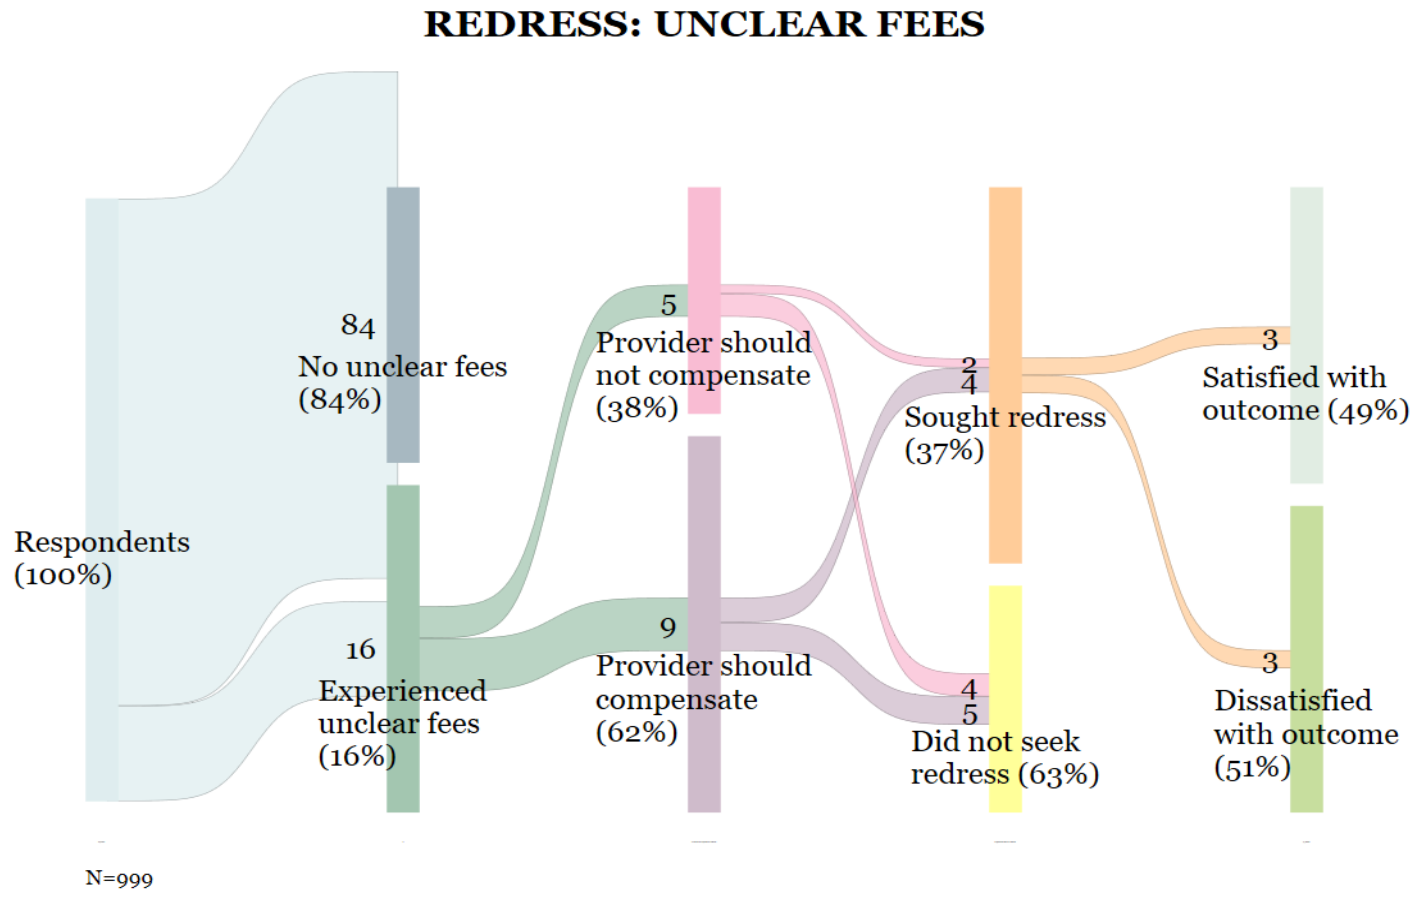 REDRESS: UNCLEAR FEES
Respondents
(100%)
84
No unclear fees
(84%)
16
Experienced
unclear fees
(16%)
5
Provider should
not compensate
(38%)
9
Provider should
compensate
(62%)
2
4
Sought redress
(37%)
4
5
Did not seek
redress (63%)
3
Satisfied with
outcome (49%)
3
Dissatisfied
with outcome
(51%)
N=999